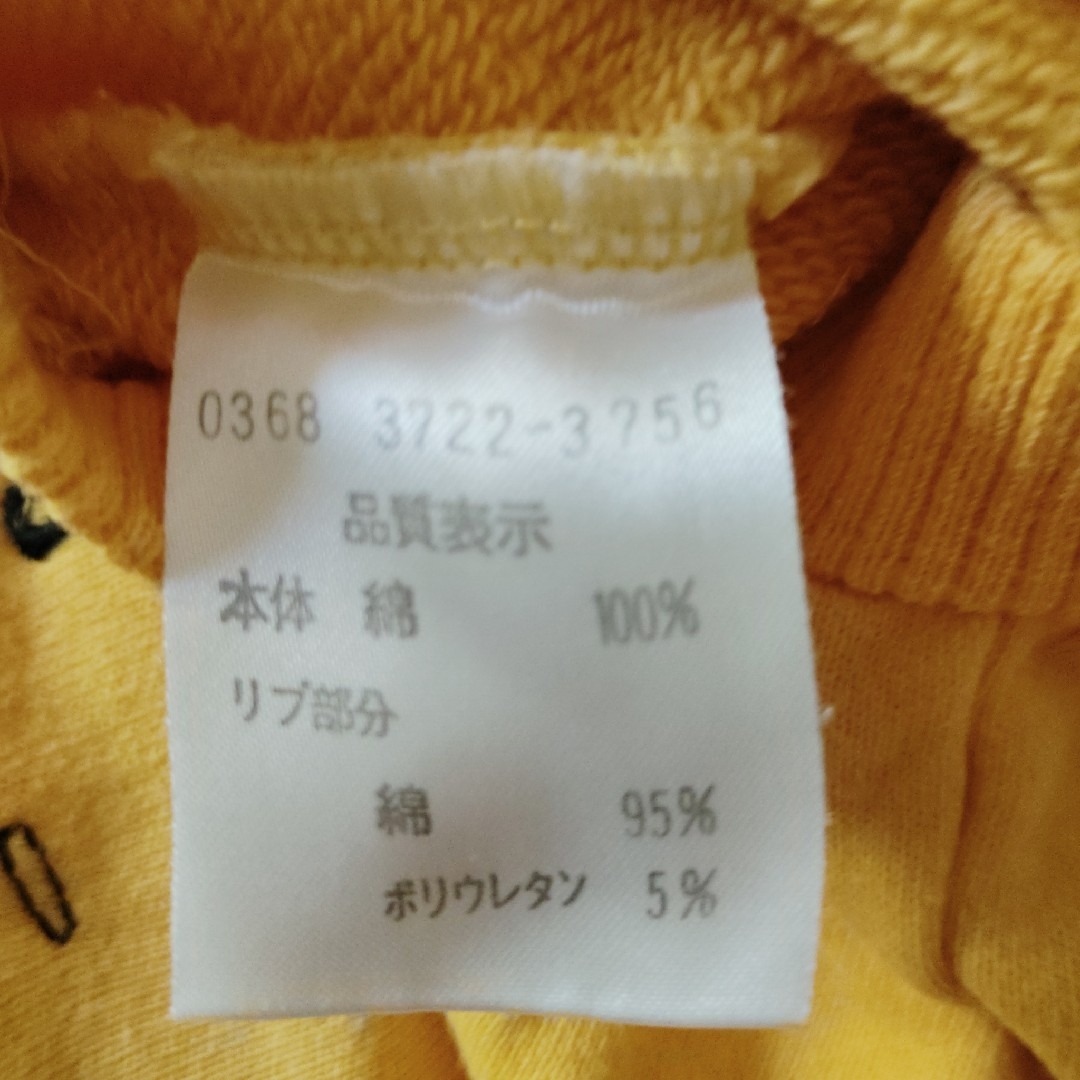 0368 3722-3756
品質表示
本体 綿 100%
リブ部分
綿 95%
ポリウレタン 5%